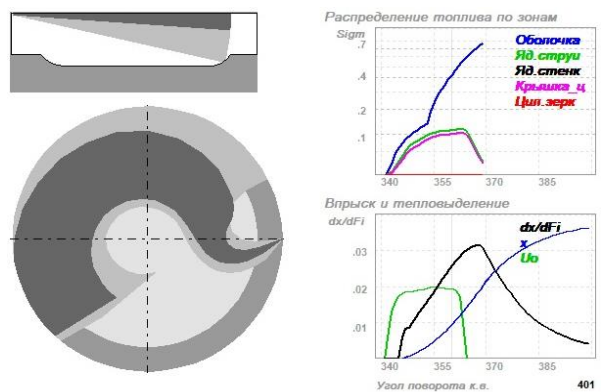 Распределение топлива по зонам
Sigm
.7
.4
.2
.1
Оболочка
Яд.струи
Яд.стенк
Крышка_ц
Цил.зерк
340 355 370 385
Впрыск и тепловыделение
dx/dFi
.03
.02
.01
dx/dFi
x
Uo
340 355 370 385
Угол поворота к.в. 401